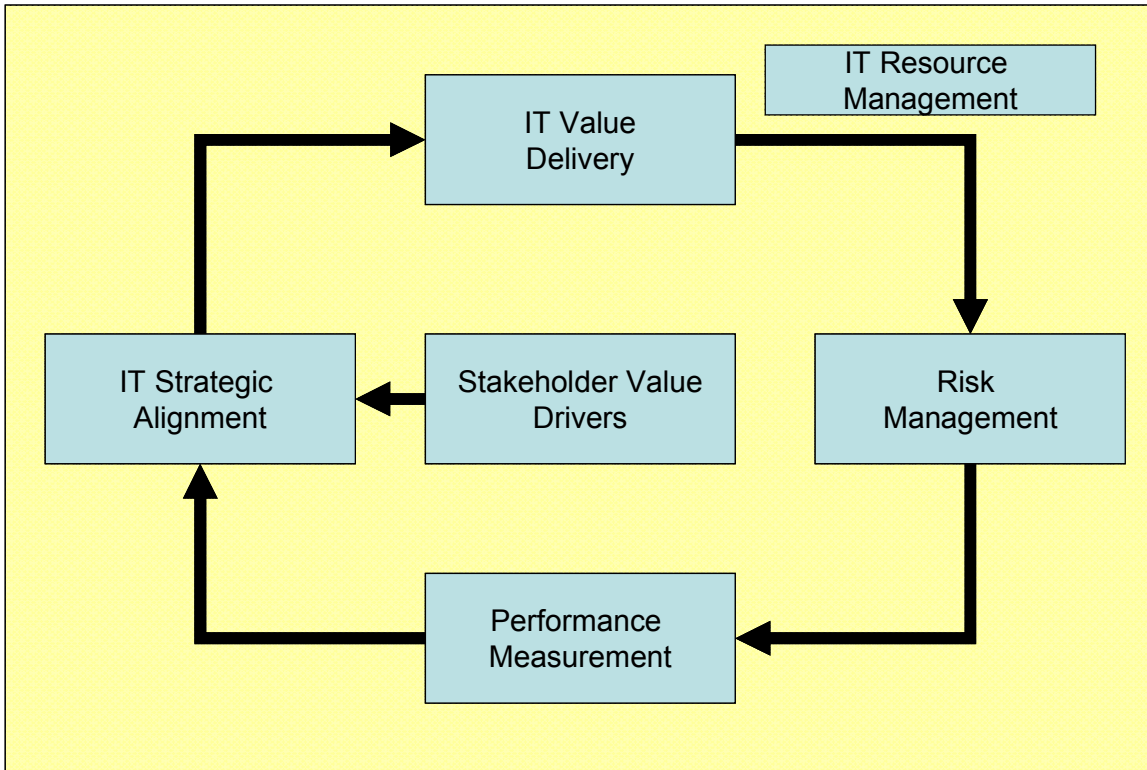 IT Resource
Management
IT Value
Delivery
IT Strategic
Alignment
Stakeholder Value
Drivers
Risk
Management
Performance
Measurement